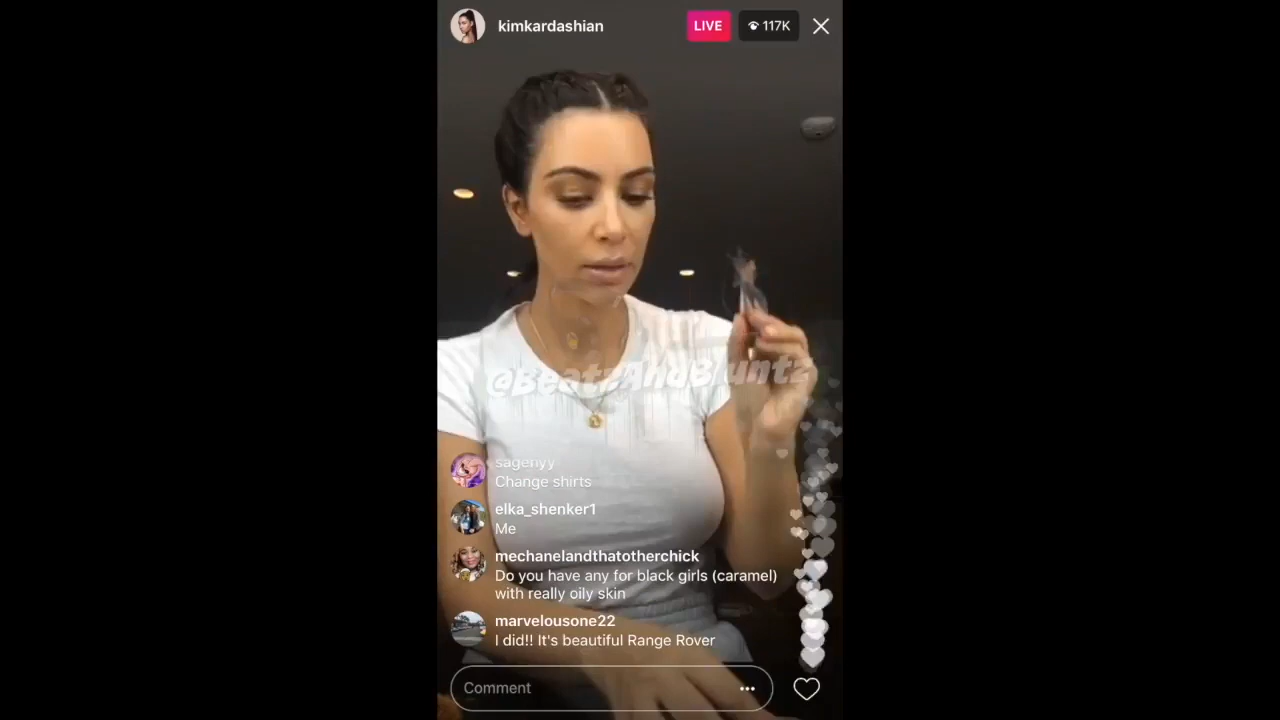 kimkardashian
LIVE
117K
@BeatzAndBluntz
sagenyy
Change shirts
elka_shenker1
Me
mechanelandthatotherchick
Do you have any for black girls (caramel)
with really oily skin
marvelousone22
I did!! It's beautiful Range Rover
Comment